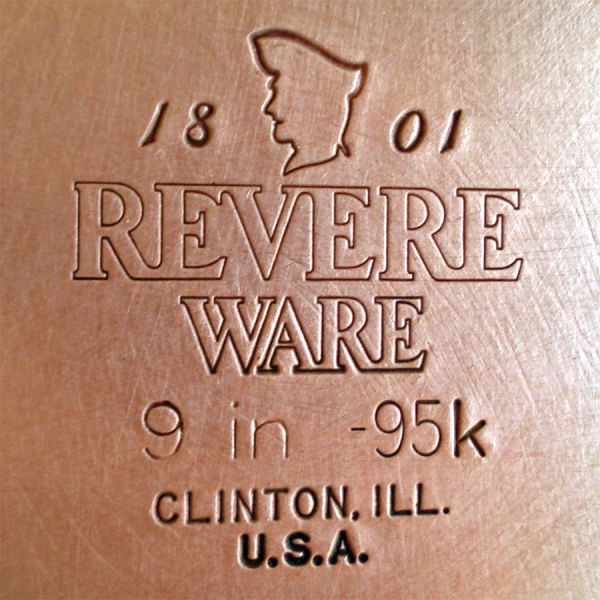 18 01
REVERE
WARE
9 in -95k
CLINTON, ILL.
U.S.A.